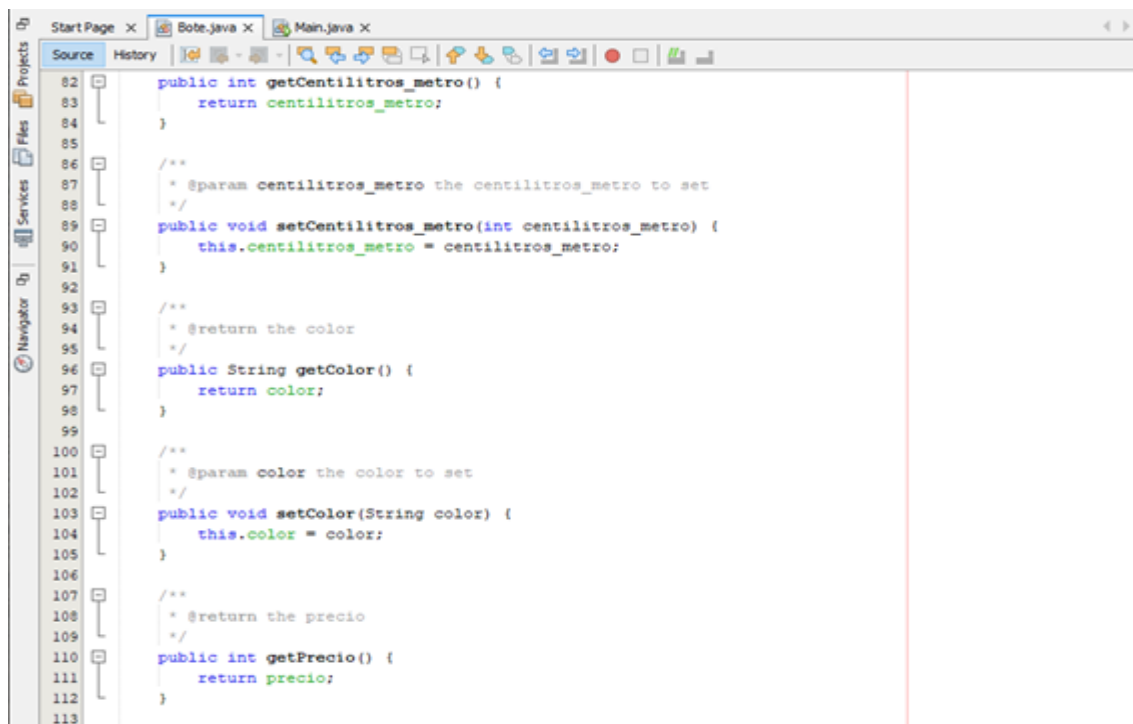 Start Page Bote.java Main.java
Source History
Projects
Files
Services
Navigator
82 public int getCentilitros_metro() {
83 return centilitros_metro;
84 }
85
86 /**
87 * @param centilitros_metro the centilitros_metro to set
88 */
89 public void setCentilitros_metro(int centilitros_metro) {
90 this.centilitros_metro = centilitros_metro;
91 }
92
93 /**
94 * @return the color
95 */
96 public String getColor() {
97 return color;
98 }
99
100 /**
101 * @param color the color to set
102 */
103 public void setColor(String color) {
104 this.color = color;
105 }
106
107 /**
108 * @return the precio
109 */
110 public int getPrecio() {
111 return precio;
112 }
113